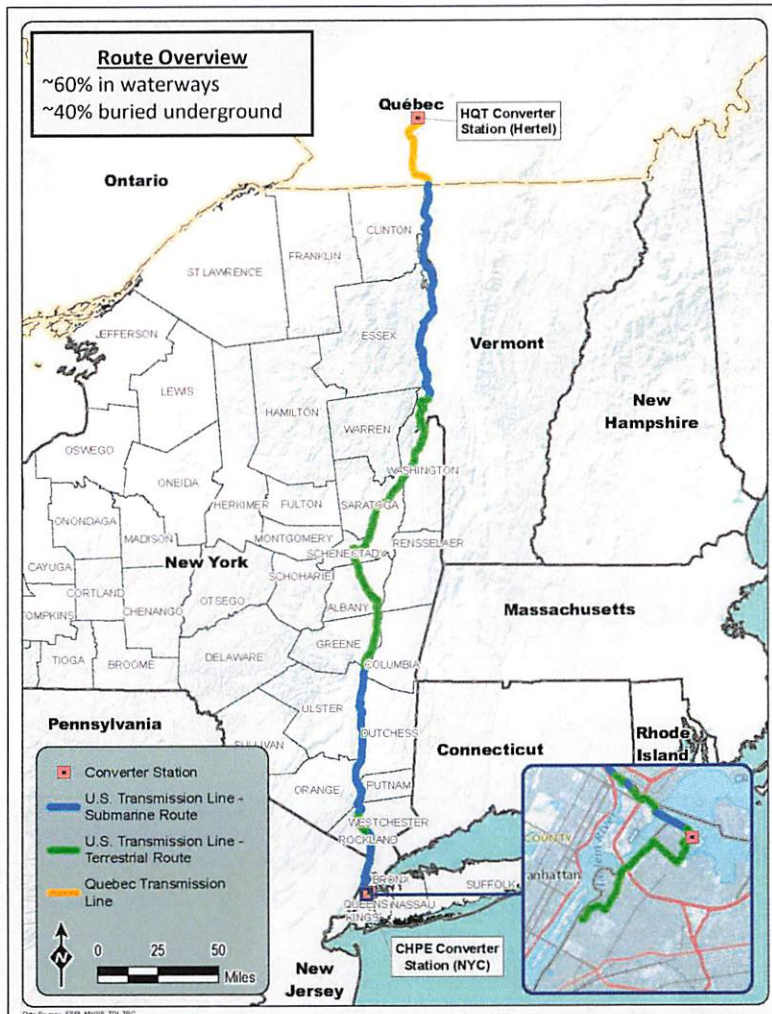 Route Overview
~60% in waterways
~40% buried underground
Québec
HQT Converter
Station (Hertel)
Ontario
CLINTON
FRANKLIN
ST LAWRENCE
JEFFERSON
ESSEX
Vermont
LEWIS
New
Hampshire
HAMILTON
WARREN
OSWEGO
WASHINGTON
ONEIDA
HERKIMER
FULTON
SARATOGA
ONONDAGA
MADISON
MONTGOMERY
RENSSELAER
SCHENECTADY
CAYUGA
New York
SCHOHARIE
CORTLAND
OTSEGO
Massachusetts
TOMPKINS
CHENANGO
ALBANY
GREENE
TIOGA
BROOME
DELAWARE
COLUMBIA
ULSTER
Pennsylvania
SULLIVAN
DUTCHESS
Connecticut
Rhode
Island
ORANGE
PUTNAM
WESTCHESTER
ROCKLAND
BRONX
SUFFOLK
QUEENS
NASSAU
KINGS
CHPE Converter
Station (NYC)
New
Jersey
Converter Station
U.S. Transmission Line -
Submarine Route
U.S. Transmission Line -
Terrestrial Route
Quebec Transmission
Line
N
0 25 50
Miles
COUNTY
anhattan
Harlem River